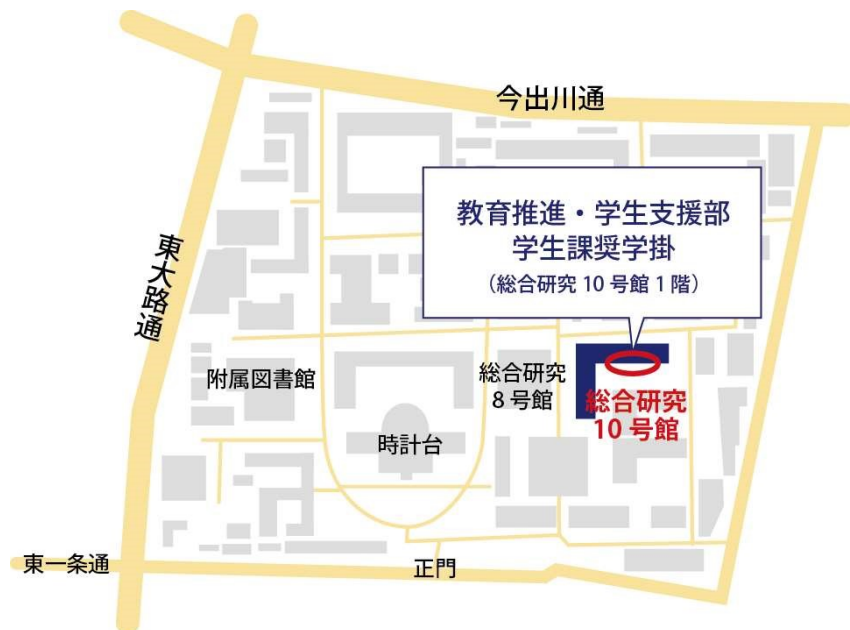 今出川通
教育推進・学生支援部
学生課奨学掛
（総合研究 10 号館 1 階）
東大路通
附属図書館
総合研究
8 号館
総合研究
10 号館
時計台
東一条通
正門